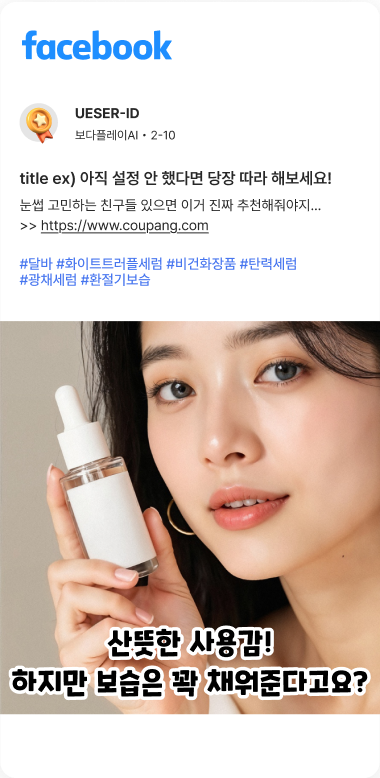 facebook
UESER-ID
보다플레이AI • 2-10
title ex) 아직 설정 안 했다면 당장 따라 해보세요!
눈썹 고민하는 친구들 있으면 이거 진짜 추천해줘야지...
>> https://www.coupang.com
#달바 #화이트트러플세럼 #비건화장품 #탄력세럼
#광채세럼 #환절기보습
산뜻한 사용감!
하지만 보습은 꽉 채워준다고요?